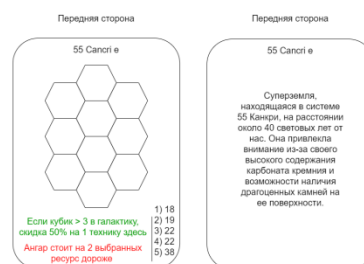 Передняя сторона
55 Cancri e
Если кубик > 3 в галактику,
скидка 50% на 1 технику здесь
Ангар стоит на 2 выбранных
ресурс дороже
1) 18
2) 19
3) 22
4) 22
5) 38
Передняя сторона
55 Cancri e
Суперземля,
находящаяся в системе
55 Канкри, на расстоянии
около 40 световых лет от
нас. Она привлекла
внимание из-за своего
высокого содержания
карбоната кремния и
возможности наличия
драгоценных камней на
ее поверхности.